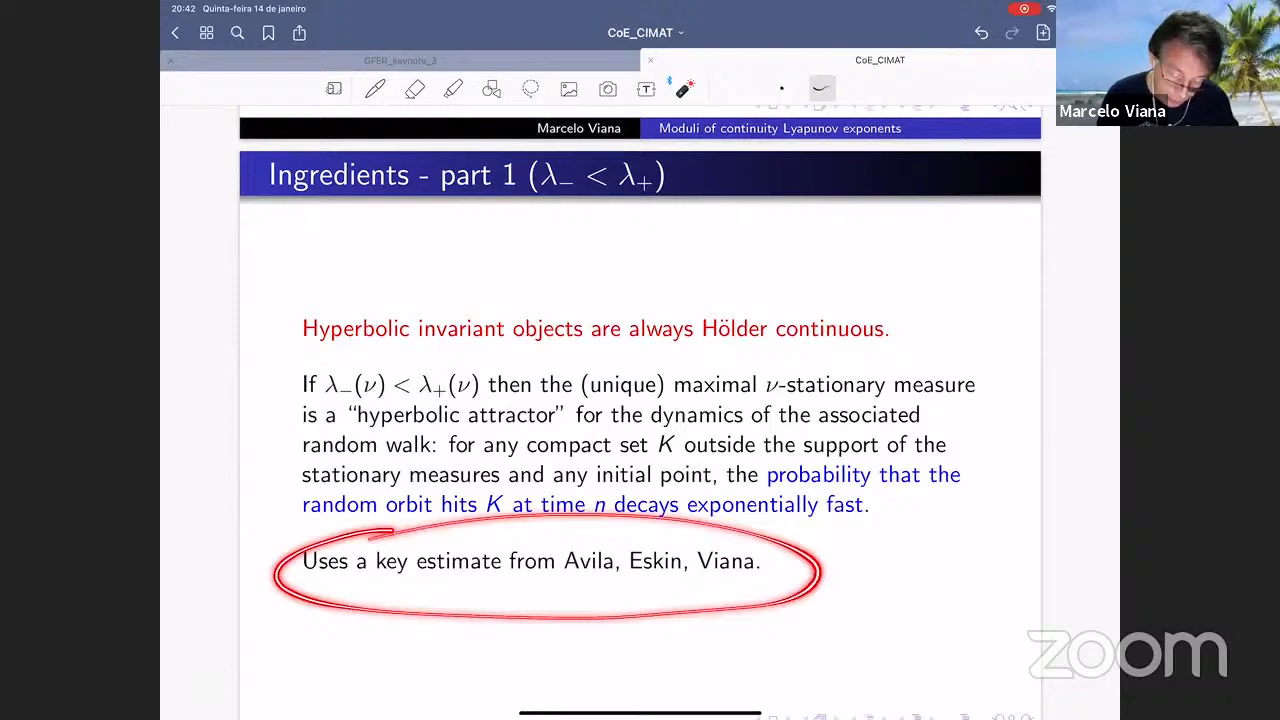 20:42 Quinta-feira 14 de janeiro
CoE_CIMAT
GFER_keynote_3
CoE_CIMAT
T
Marcelo Viana
Marcelo Viana Moduli of continuity Lyapunov exponents
Ingredients - part 1 (λ₋ < λ₊)
Hyperbolic invariant objects are always Hölder continuous.
If λ₋(ν) < λ₊(ν) then the (unique) maximal ν-stationary measure
is a “hyperbolic attractor” for the dynamics of the associated
random walk: for any compact set K outside the support of the
stationary measures and any initial point, the probability that the
random orbit hits K at time n decays exponentially fast.
Uses a key estimate from Avila, Eskin, Viana.
zoom